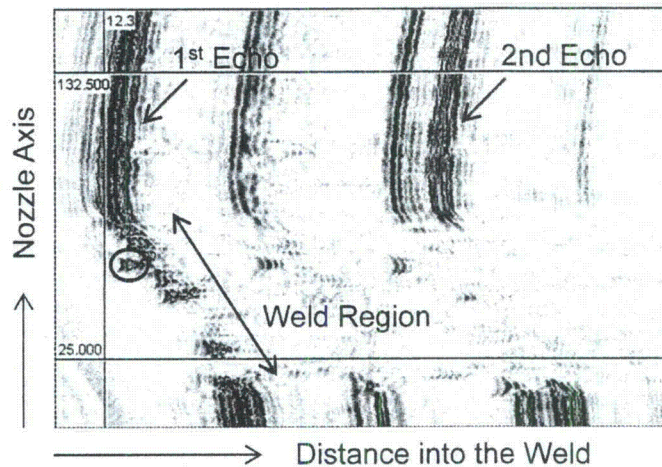 12.3
1st Echo
2nd Echo
132.500
Nozzle Axis
Weld Region
25.000
Distance into the Weld